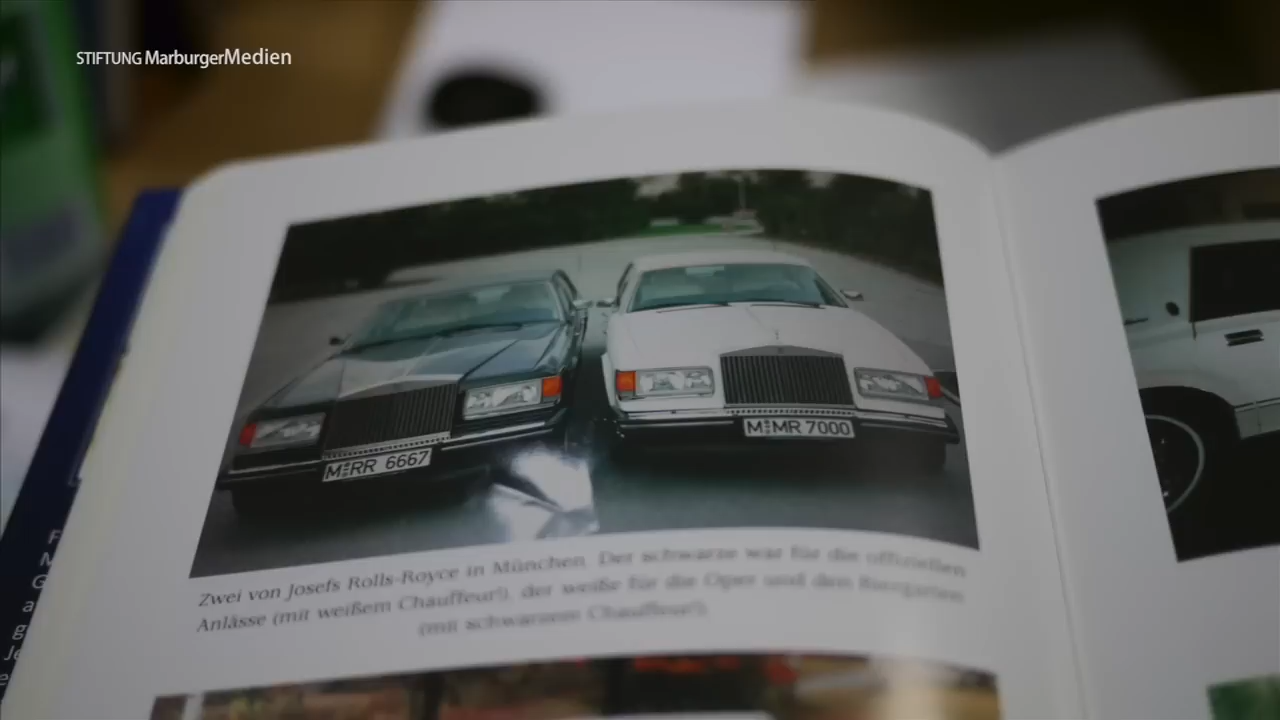 STIFTUNG MarburgerMedien
M RR 6667
M MR 7000
Zwei von Josefs Rolls-Royce in München. Der schwarze war für die offiziellen
Anlässe (mit weißem Chauffeur!), der weiße für die Oper und den Biergarten
(mit schwarzem Chauffeur!).
F
M
G
a
g
Je
e